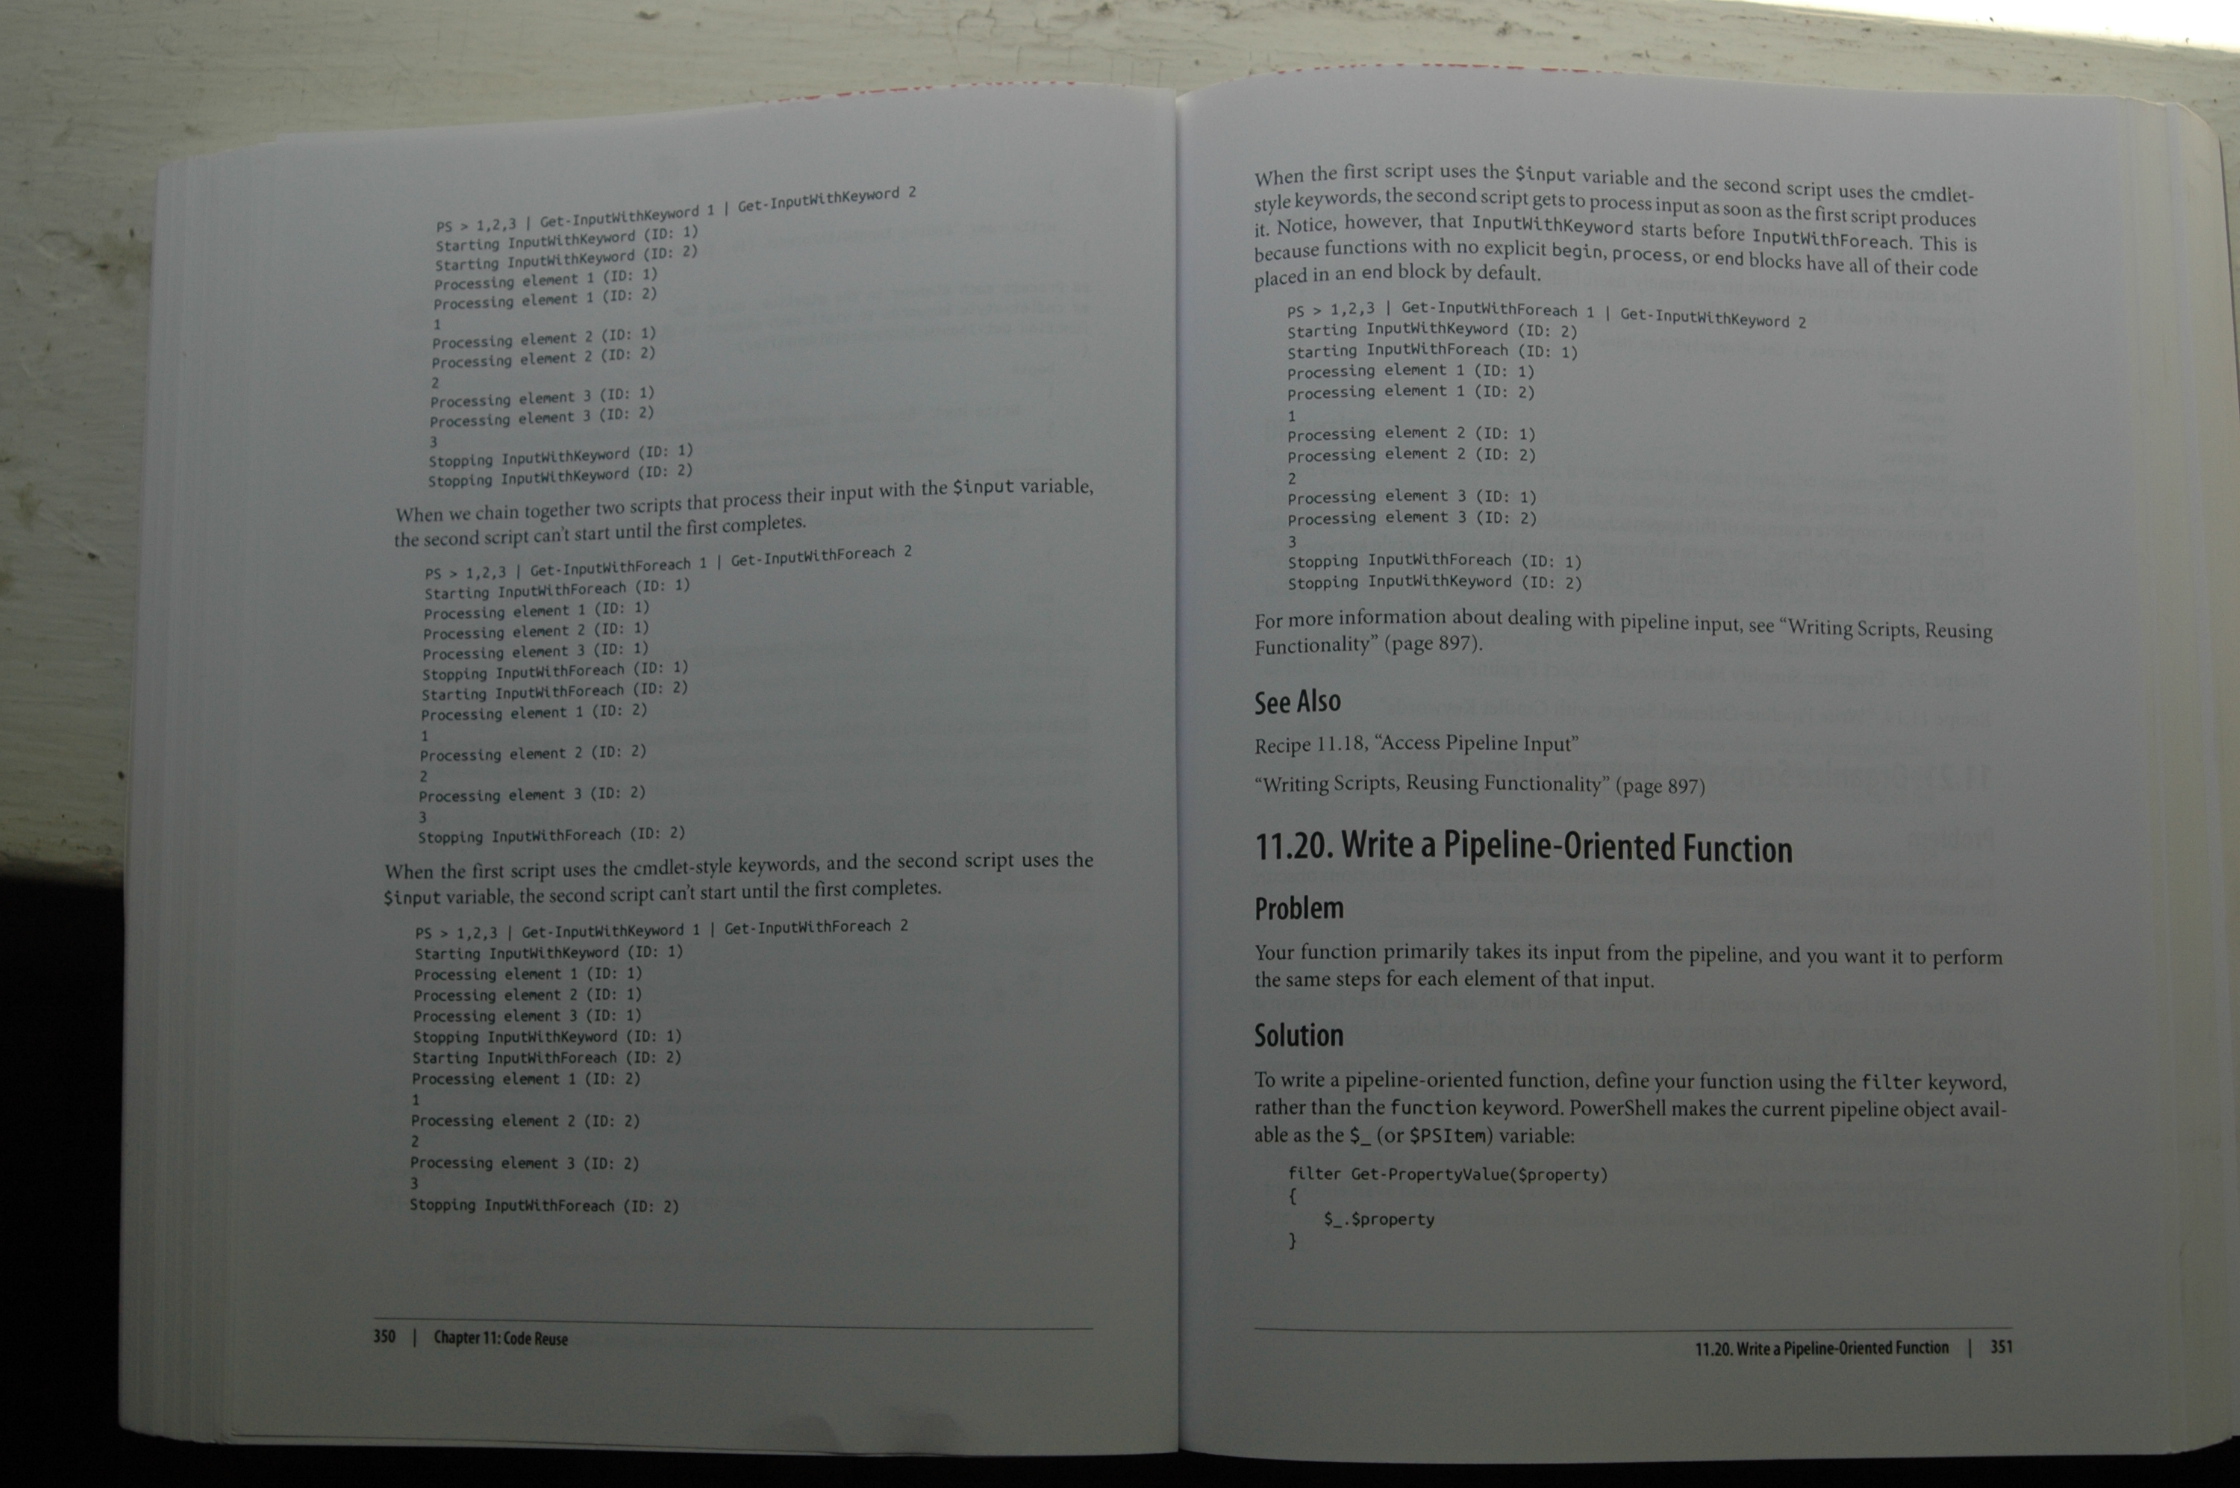 PS > 1,2,3 | Get-InputWithKeyword 1 | Get-InputWithKeyword 2
Starting InputWithKeyword (ID: 1)
Starting InputWithKeyword (ID: 2)
Processing element 1 (ID: 1)
Processing element 1 (ID: 2)
1
Processing element 2 (ID: 1)
Processing element 2 (ID: 2)
2
Processing element 3 (ID: 1)
Processing element 3 (ID: 2)
3
Stopping InputWithKeyword (ID: 1)
Stopping InputWithKeyword (ID: 2)
When we chain together two scripts that process their input with the $input variable,
the second script can't start until the first completes.
PS > 1,2,3 | Get-InputWithForeach 1 | Get-InputWithForeach 2
Starting InputWithForeach (ID: 1)
Processing element 1 (ID: 1)
Processing element 2 (ID: 1)
Processing element 3 (ID: 1)
Stopping InputWithForeach (ID: 1)
Starting InputWithForeach (ID: 2)
Processing element 1 (ID: 2)
1
Processing element 2 (ID: 2)
2
Processing element 3 (ID: 2)
3
Stopping InputWithForeach (ID: 2)
When the first script uses the cmdlet-style keywords, and the second script uses the
$input variable, the second script can't start until the first completes.
PS > 1,2,3 | Get-InputWithKeyword 1 | Get-InputWithForeach 2
Starting InputWithKeyword (ID: 1)
Processing element 1 (ID: 1)
Processing element 2 (ID: 1)
Processing element 3 (ID: 1)
Stopping InputWithKeyword (ID: 1)
Starting InputWithForeach (ID: 2)
Processing element 1 (ID: 2)
1
Processing element 2 (ID: 2)
2
Processing element 3 (ID: 2)
3
Stopping InputWithForeach (ID: 2)
350 | Chapter 11: Code Reuse
When the first script uses the $input variable and the second script uses the cmdlet-
style keywords, the second script gets to process input as soon as the first script produces
it. Notice, however, that InputWithKeyword starts before InputWithForeach. This is
because functions with no explicit begin, process, or end blocks have all of their code
placed in an end block by default.
PS > 1,2,3 | Get-InputWithForeach 1 | Get-InputWithKeyword 2
Starting InputWithKeyword (ID: 2)
Starting InputWithForeach (ID: 1)
Processing element 1 (ID: 1)
Processing element 1 (ID: 2)
1
Processing element 2 (ID: 1)
Processing element 2 (ID: 2)
2
Processing element 3 (ID: 1)
Processing element 3 (ID: 2)
3
Stopping InputWithForeach (ID: 1)
Stopping InputWithKeyword (ID: 2)
For more information about dealing with pipeline input, see “Writing Scripts, Reusing
Functionality” (page 897).
See Also
Recipe 11.18, “Access Pipeline Input”
“Writing Scripts, Reusing Functionality” (page 897)
11.20. Write a Pipeline-Oriented Function
Problem
Your function primarily takes its input from the pipeline, and you want it to perform
the same steps for each element of that input.
Solution
To write a pipeline-oriented function, define your function using the filter keyword,
rather than the function keyword. PowerShell makes the current pipeline object avail-
able as the $_ (or $PSItem) variable:
filter Get-PropertyValue($property)
{
$_.$property
}
11.20. Write a Pipeline-Oriented Function | 351